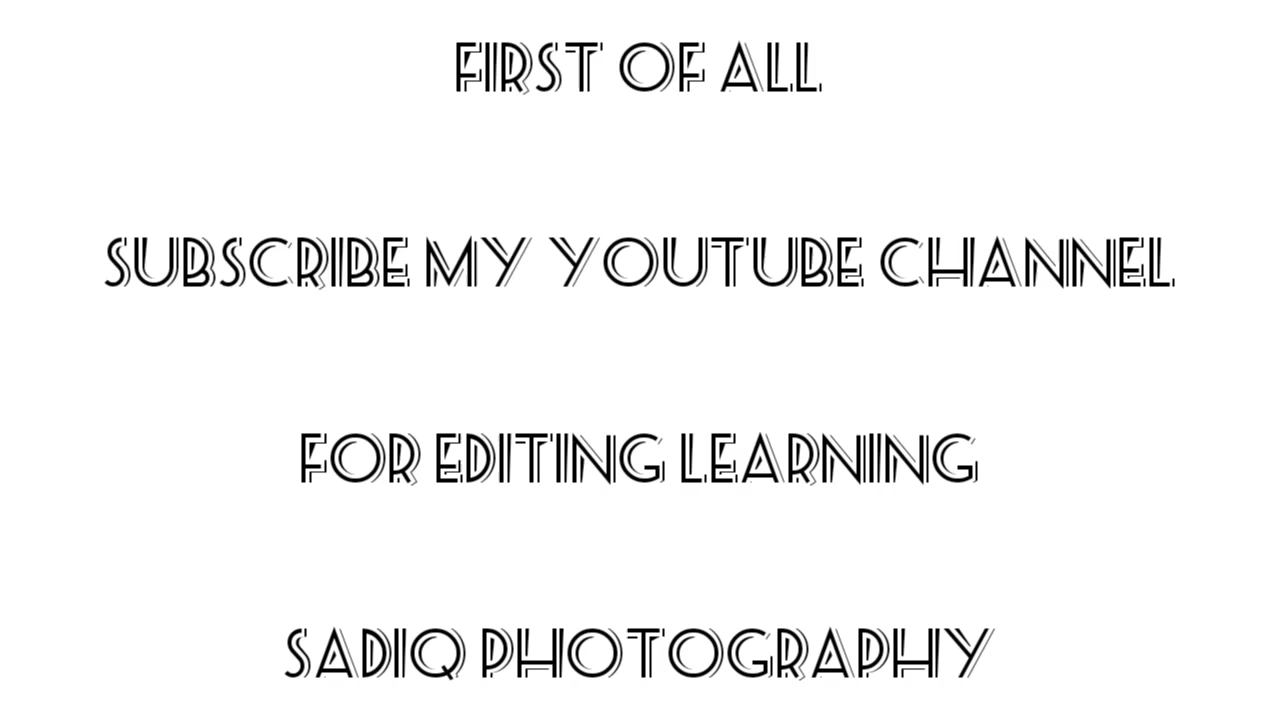 FIRST OF ALL
SUBSCRIBE MY YOUTUBE CHANNEL
FOR EDITING LEARNING
SADIQ PHOTOGRAPHY